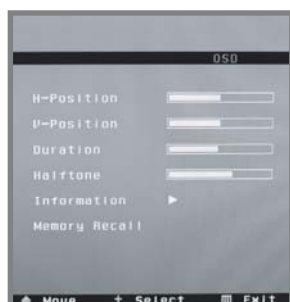 OSD
H-Position
V-Position
Duration
Halftone
Information
Memory Recall
Move + Select Exit